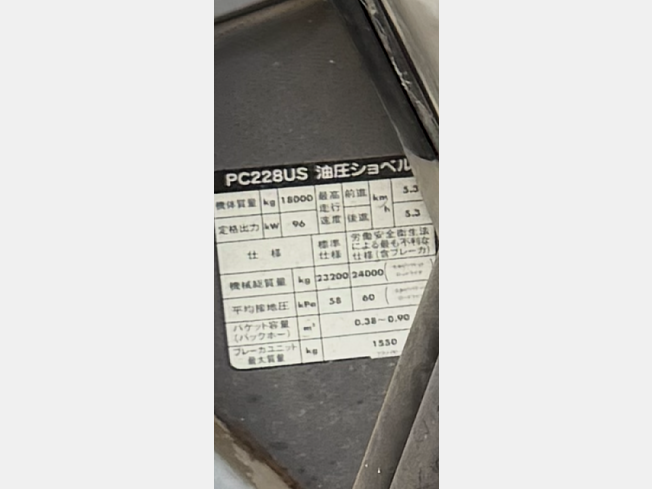 PC228US 油圧ショベル
機体質量 kg 18000 最高走行速度 前進 km/h 5.3
定格出力 kW 96 後進 5.3
仕様 標準仕様 労働安全衛生法による最も不利な仕様(含ブレーカ)
機械総質量 kg 23200 24000
平均接地圧 kPa 58 60
バケット容量(バックホー) m³ 0.38～0.90
ブレーカユニット最大質量 kg 1550